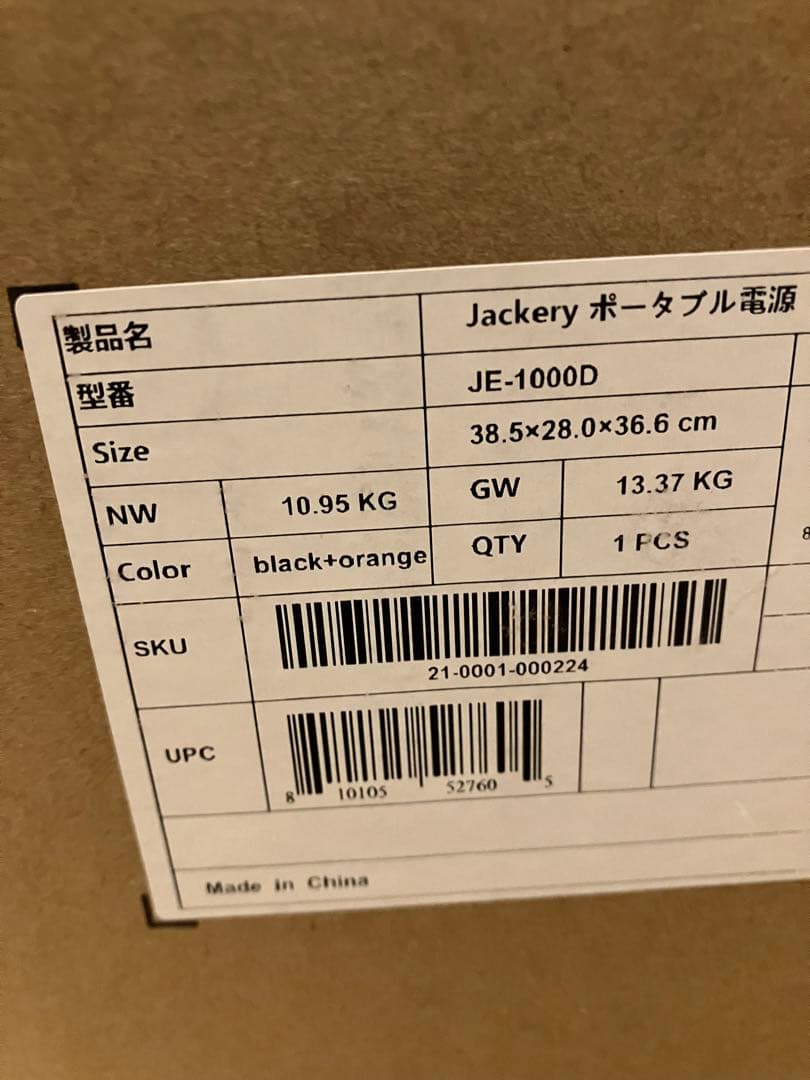 製品名 Jackery ポータブル電源
型番 JE-1000D
Size 38.5×28.0×36.6 cm
NW 10.95 KG GW 13.37 KG
Color black+orange QTY 1 PCS
8
SKU
21-0001-000224
UPC
8 10105 52760 5
Made in China